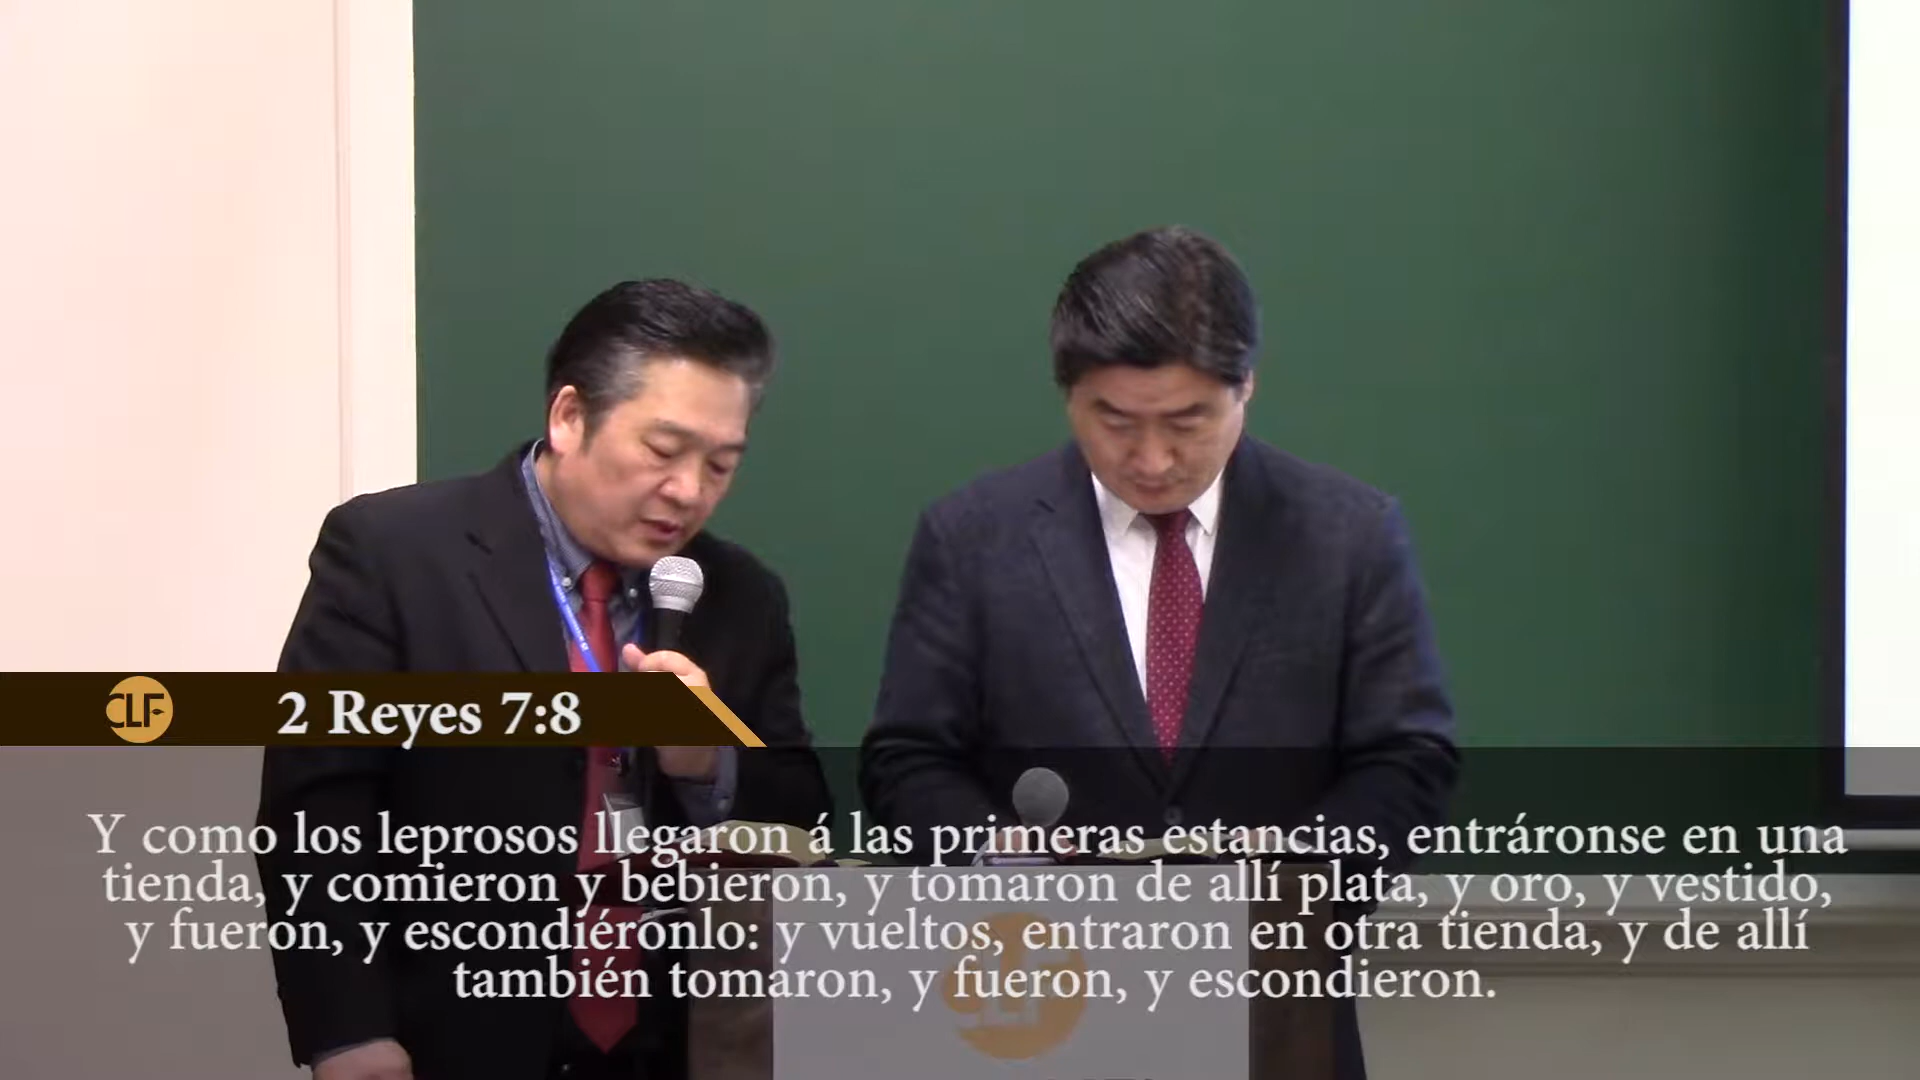 CLF
2 Reyes 7:8
Y como los leprosos llegaron á las primeras estancias, entráronse en una
tienda, y comieron y bebieron, y tomaron de allí plata, y oro, y vestido,
y fueron, y escondiéronlo: y vueltos, entraron en otra tienda, y de allí
también tomaron, y fueron, y escondieron.
CLF